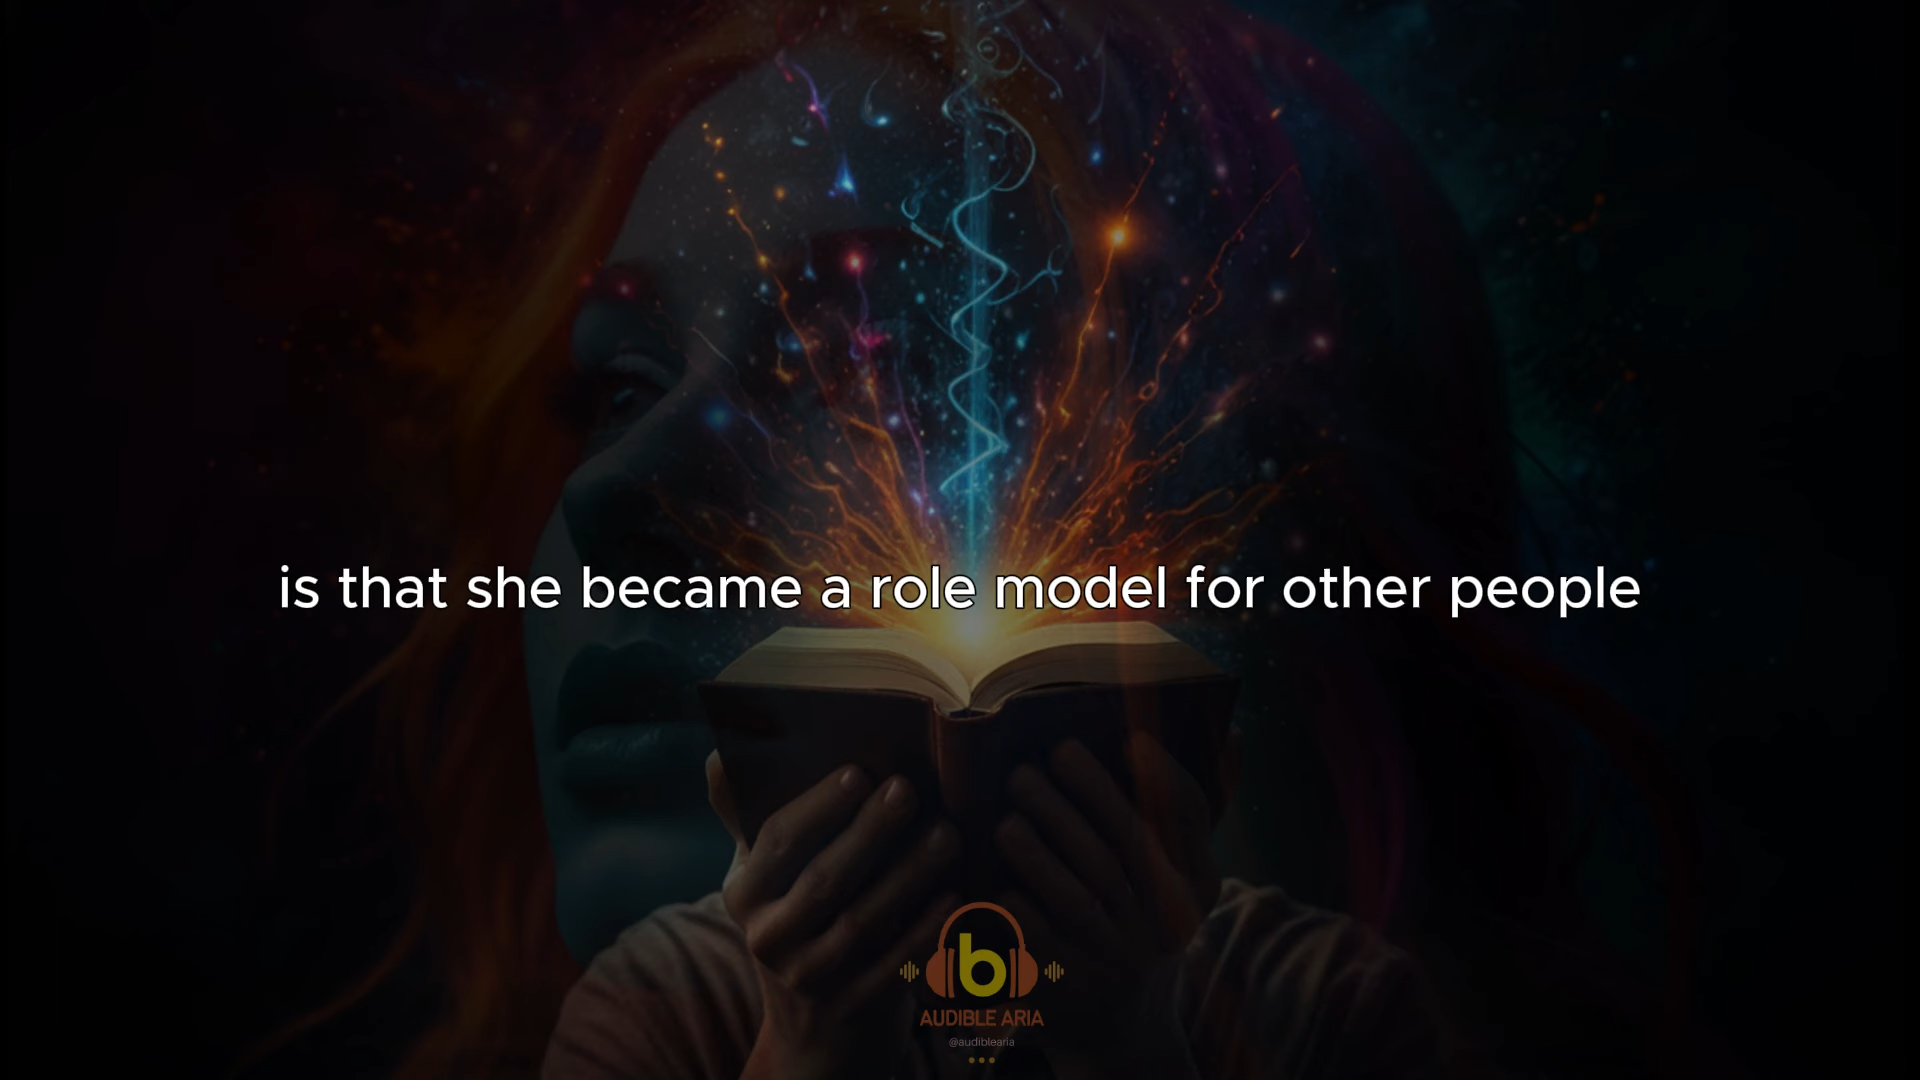 is that she became a role model for other people
b
AUDIBLE ARIA
@audiblearia